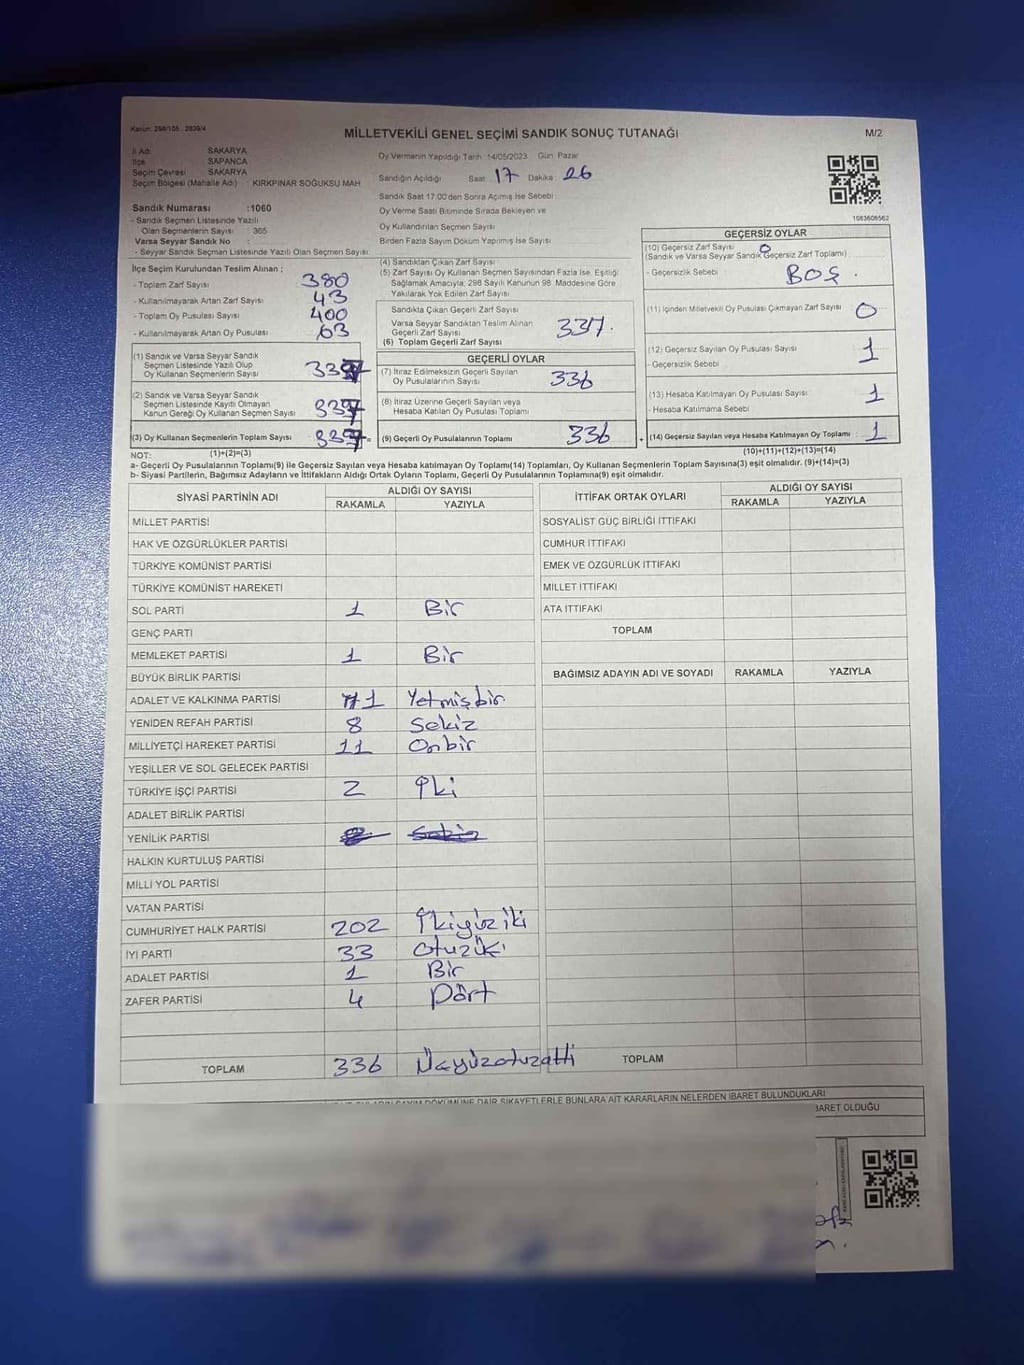 Kanun: 298/105 , 2839/4
MİLLETVEKİLİ GENEL SEÇİMİ SANDIK SONUÇ TUTANAĞI
M/2
İl Adı: SAKARYA
İlçe SAPANCA
Seçim Çevresi SAKARYA
Seçim Bölgesi (Mahalle Adı) : KIRKPINAR SOĞUKSU MAH
Oy Vermenin Yapıldığı Tarih :14/05/2023 Gün: Pazar
Sandığın Açıldığı Saat: 17 Dakika: 26
Sandık Saat 17.00'den Sonra Açımış İse Sebebi
Oy Verme Saati Bitiminde Sırada Bekleyen ve
Oy Kullandırılan Seçmen Sayısı
Birden Fazla Sayım Döküm Yapılmış İse Sayısı
1083608562
Sandık Numarası :1060
- Sandık Seçmen Listesinde Yazılı
Olan Seçmenlerin Sayısı : 365
Varsa Seyyar Sandık No :
- Seyyar Sandık Seçmen Listesinde Yazılı Olan Seçmen Sayısı:
İlçe Seçim Kurulundan Teslim Alınan ;
- Toplam Zarf Sayısı 380
- Kullanılmayarak Artan Zarf Sayısı 43
- Toplam Oy Pusulası Sayısı 400
- Kullanılmayarak Artan Oy Pusulası 63
(1) Sandık ve Varsa Seyyar Sandık
Seçmen Listesinde Yazılı Olup
Oy Kullanan Seçmenlerin Sayısı 337
(2) Sandık ve Varsa Seyyar Sandık
Seçmen Listesinde Kayıtlı Olmayan
Kanun Gereği Oy Kullanan Seçmen Sayısı 337
(3) Oy Kullanan Seçmenlerin Toplam Sayısı 337 =
(4) Sandıktan Çıkan Zarf Sayısı
(5) Zarf Sayısı Oy Kullanan Seçmen Sayısından Fazla İse, Eşitliği
Sağlamak Amacıyla; 298 Sayılı Kanunun 98. Maddesine Göre
Yakılarak Yok Edilen Zarf Sayısı
Sandıkta Çıkan Geçerli Zarf Sayısı
Varsa Seyyar Sandıktan Teslim Alınan
Geçerli Zarf Sayısı 337.
(6) Toplam Geçerli Zarf Sayısı
GEÇERLİ OYLAR
(7) İtiraz Edilmeksizin Geçerli Sayılan
Oy Pusulalarının Sayısı 336
(8) İtiraz Üzerine Geçerli Sayılan veya
Hesaba Katılan Oy Pusulası Toplamı
(9) Geçerli Oy Pusulalarının Toplamı 336 +
GEÇERSİZ OYLAR
(10) Geçersiz Zarf Sayısı 0
(Sandık ve Varsa Seyyar Sandık Geçersiz Zarf Toplamı)
- Geçersizlik Sebebi BOŞ.
(11) İçinden Milletvekili Oy Pusulası Çıkmayan Zarf Sayısı 0
(12) Geçersiz Sayılan Oy Pusulası Sayısı 1
- Geçersizlik Sebebi
(13) Hesaba Katılmayan Oy Pusulası Sayısı 1
- Hesaba Katılmama Sebebi
(14) Geçersiz Sayılan veya Hesaba Katılmayan Oy Toplamı 1
NOT: (1)+(2)=(3) (10)+(11)+(12)+(13)=(14)
a- Geçerli Oy Pusulalarının Toplamı(9) ile Geçersiz Sayılan veya Hesaba katılmayan Oy Toplamı(14) Toplamları, Oy Kullanan Seçmenlerin Toplam Sayısına(3) eşit olmalıdır. (9)+(14)=(3)
b- Siyasi Partilerin, Bağımsız Adayların ve İttifakların Aldığı Ortak Oyların Toplamı, Geçerli Oy Pusulalarının Toplamına(9) eşit olmalıdır.
SİYASİ PARTİNİN ADI ALDIĞI OY SAYISI
RAKAMLA YAZIYLA
MİLLET PARTİSİ
HAK VE ÖZGÜRLÜKLER PARTİSİ
TÜRKİYE KOMÜNİST PARTİSİ
TÜRKİYE KOMÜNİST HAREKETİ
SOL PARTİ 1 Bir
GENÇ PARTİ
MEMLEKET PARTİSİ 1 Bir
BÜYÜK BİRLİK PARTİSİ
ADALET VE KALKINMA PARTİSİ 71 Yetmişbir
YENİDEN REFAH PARTİSİ 8 Sekiz
MİLLİYETÇİ HAREKET PARTİSİ 11 Onbir
YEŞİLLER VE SOL GELECEK PARTİSİ
TÜRKİYE İŞÇİ PARTİSİ 2 İki
ADALET BİRLİK PARTİSİ
YENİLİK PARTİSİ
HALKIN KURTULUŞ PARTİSİ
MİLLİ YOL PARTİSİ
VATAN PARTİSİ
CUMHURİYET HALK PARTİSİ 202 İkiyüziki
İYİ PARTİ 33
ADALET PARTİSİ 1 Bir
ZAFER PARTİSİ 4 Dört
TOPLAM 336 Üçyüzotuzaltı
İTTİFAK ORTAK OYLARI ALDIĞI OY SAYISI
RAKAMLA YAZIYLA
SOSYALİST GÜÇ BİRLİĞİ İTTİFAKI
CUMHUR İTTİFAKI
EMEK VE ÖZGÜRLÜK İTTİFAKI
MİLLET İTTİFAKI
ATA İTTİFAKI
TOPLAM
BAĞIMSIZ ADAYIN ADI VE SOYADI RAKAMLA YAZIYLA
TOPLAM
DÖKÜMÜNE DAİR ŞİKAYETLERLE BUNLARA AİT KARARLARIN NELERDEN İBARET BULUNDUKLARI
İBARET OLDUĞU